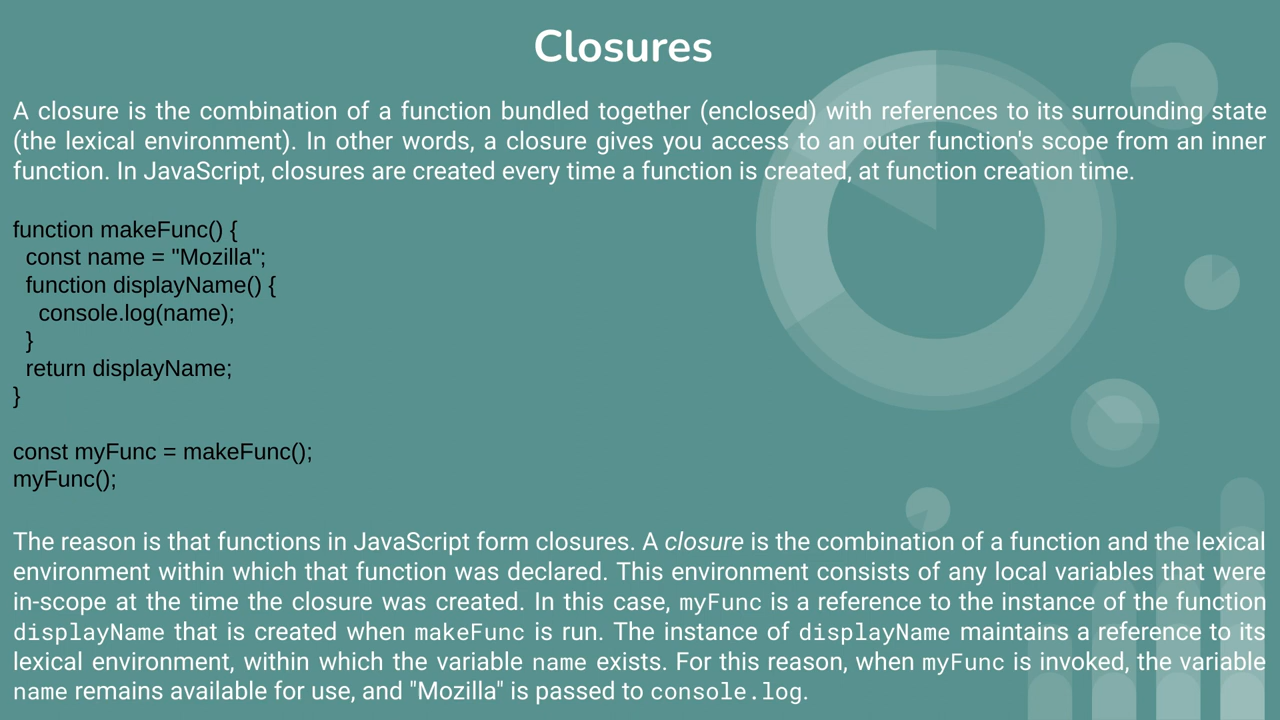 Closures
A closure is the combination of a function bundled together (enclosed) with references to its surrounding state
(the lexical environment). In other words, a closure gives you access to an outer function's scope from an inner
function. In JavaScript, closures are created every time a function is created, at function creation time.
function makeFunc() {
  const name = "Mozilla";
  function displayName() {
    console.log(name);
  }
  return displayName;
}
const myFunc = makeFunc();
myFunc();
The reason is that functions in JavaScript form closures. A closure is the combination of a function and the lexical
environment within which that function was declared. This environment consists of any local variables that were
in-scope at the time the closure was created. In this case, myFunc is a reference to the instance of the function
displayName that is created when makeFunc is run. The instance of displayName maintains a reference to its
lexical environment, within which the variable name exists. For this reason, when myFunc is invoked, the variable
name remains available for use, and "Mozilla" is passed to console.log.